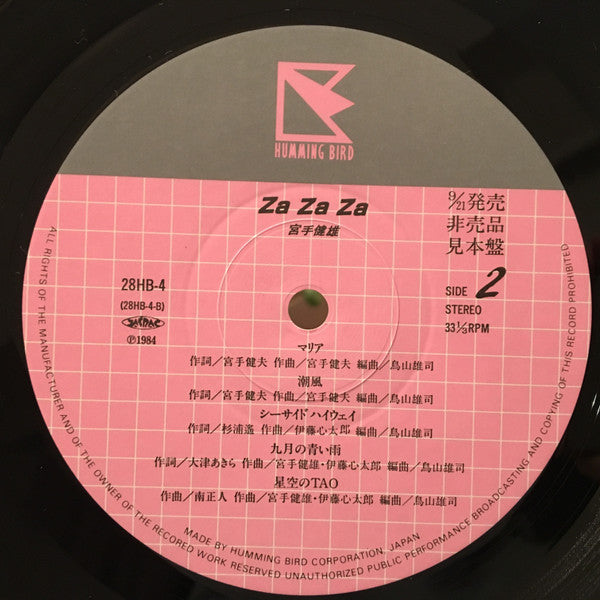 HUMMING BIRD
Za Za Za
宮手健雄
9/21発売
非売品
見本盤
28HB-4
(28HB-4-B)
JASRAC
Ⓟ1984
SIDE 2
STEREO
33 1/3 RPM
マリア
作詞/宮手健夫 作曲/宮手健夫 編曲/鳥山雄司
潮風
作詞/宮手健夫 作曲/宮手健夫 編曲/鳥山雄司
シーサイドハイウェイ
作詞/杉浦遙 作曲/伊藤心太郎 編曲/鳥山雄司
九月の青い雨
作詞/大津あきら 作曲/宮手健雄・伊藤心太郎 編曲/鳥山雄司
星空のTAO
作曲/南正人 作曲/宮手健雄・伊藤心太郎 編曲/鳥山雄司
ALL RIGHTS OF THE MANUFACTURER AND OF THE OWNER OF THE RECORDED WORK RESERVED UNAUTHORIZED PUBLIC PERFORMANCE BROADCASTING AND COPYING OF THIS RECORD PROHIBITED
MADE BY HUMMING BIRD CORPORATION, JAPAN